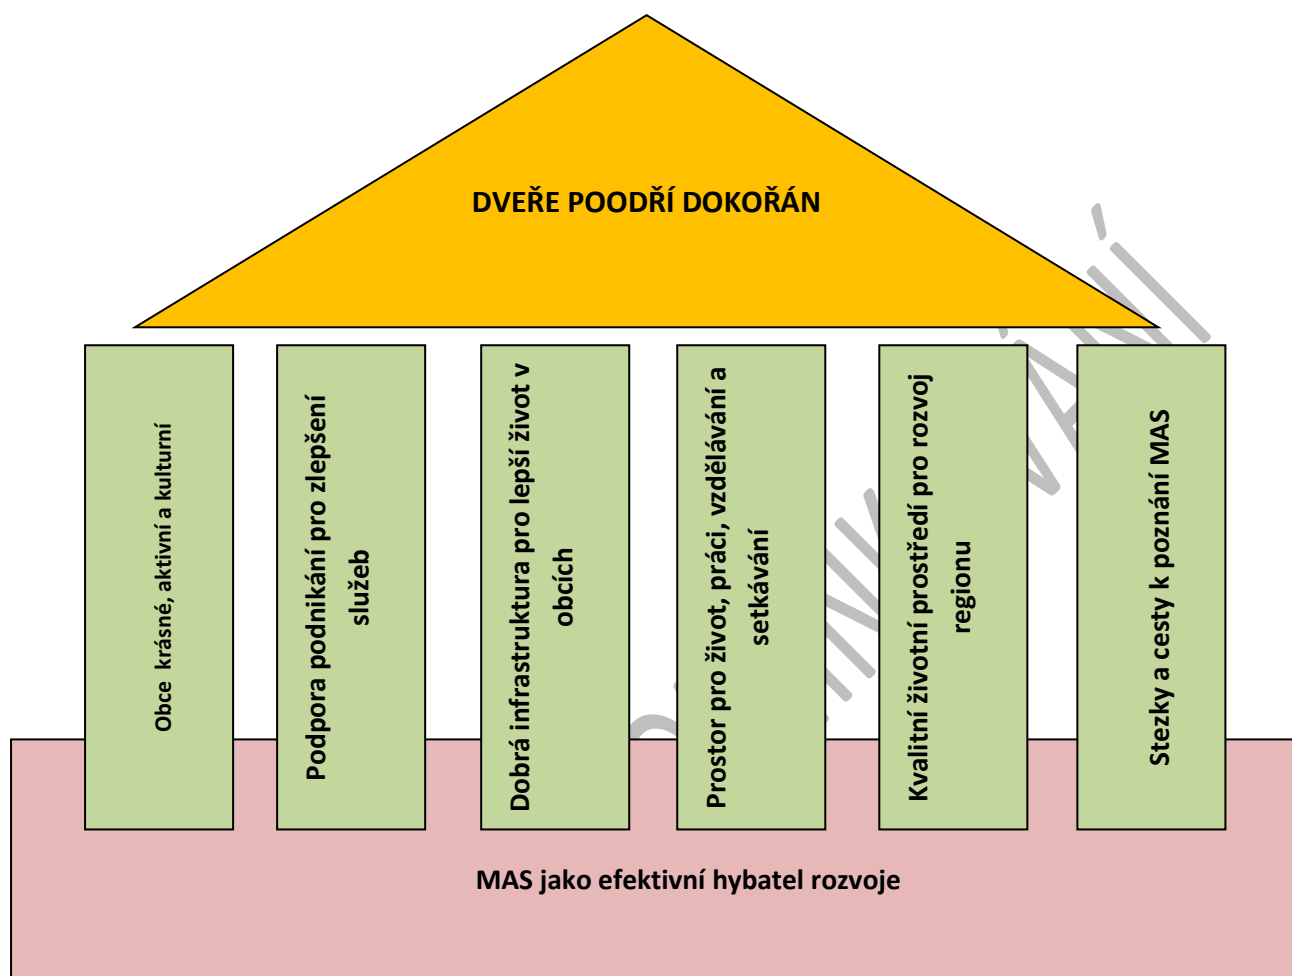 DVEŘE POODŘÍ DOKOŘÁN
Obce krásné, aktivní a kulturní
Podpora podnikání pro zlepšení
služeb
Dobrá infrastruktura pro lepší život v
obcích
Prostor pro život, práci, vzdělávání a
setkávání
Kvalitní životní prostředí pro rozvoj
regionu
Stezky a cesty k poznání MAS
MAS jako efektivní hybatel rozvoje